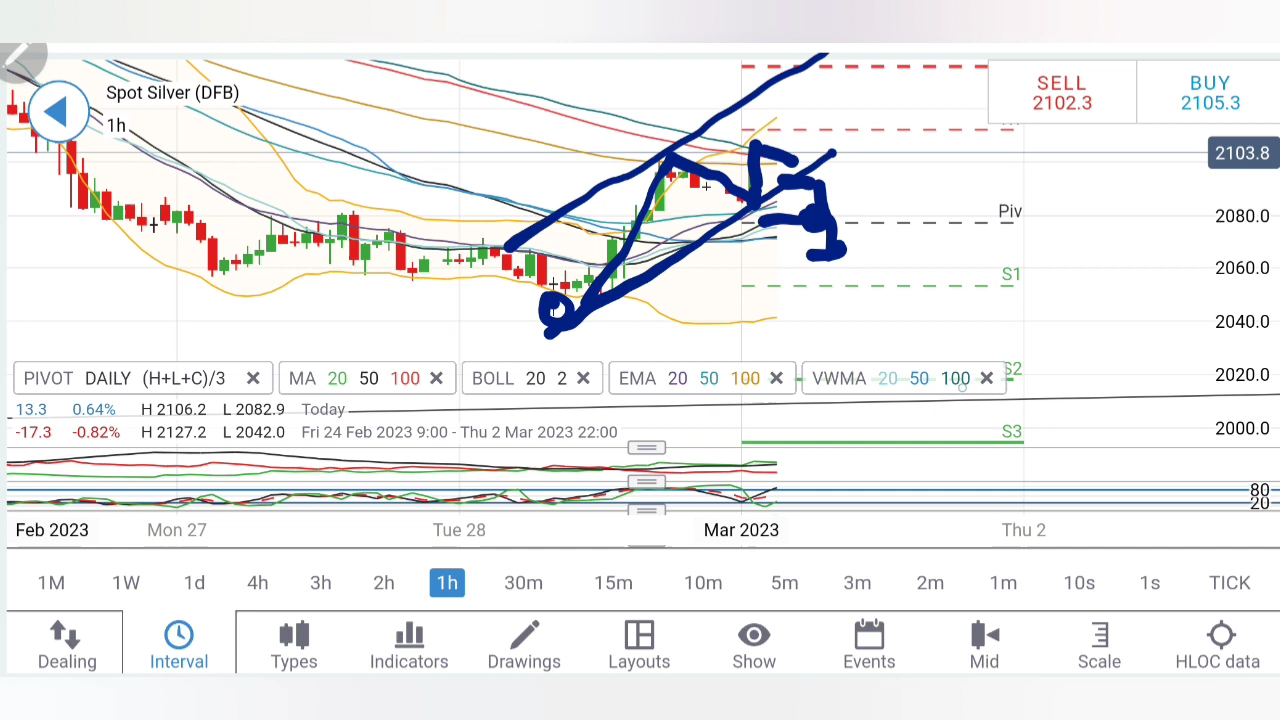 Spot Silver (DFB)
1h
SELL
2102.3
BUY
2105.3
2103.8
Piv
2080.0
S1
2060.0
2040.0
S2
2020.0
S3
2000.0
PIVOT DAILY (H+L+C)/3 ×
MA 20 50 100 ×
BOLL 20 2 ×
EMA 20 50 100 ×
VWMA 20 50 100 ×
13.3 0.64% H 2106.2 L 2082.9 Today
-17.3 -0.82% H 2127.2 L 2042.0 Fri 24 Feb 2023 9:00 - Thu 2 Mar 2023 22:00
80
20
Feb 2023 Mon 27 Tue 28 Mar 2023 Thu 2
1M 1W 1d 4h 3h 2h 1h 30m 15m 10m 5m 3m 2m 1m 10s 1s TICK
Dealing Interval Types Indicators Drawings Layouts Show Events Mid Scale HLOC data